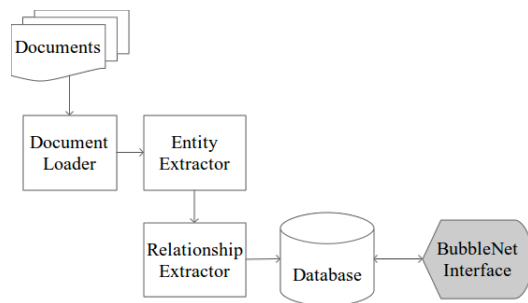 Documents
Document
Loader
Entity
Extractor
Relationship
Extractor
Database
BubbleNet
Interface